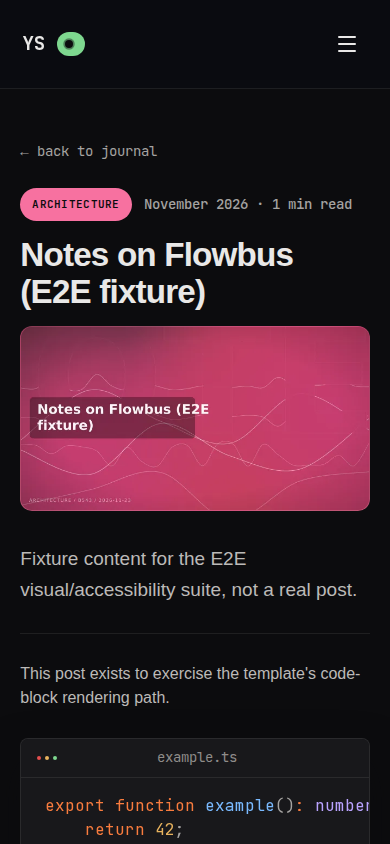 YS
← back to journal
ARCHITECTURE
November 2026 · 1 min read
Notes on Flowbus
(E2E fixture)
Notes on Flowbus (E2E
fixture)
Fixture content for the E2E
visual/accessibility suite, not a real post.
This post exists to exercise the template's code-
block rendering path.
example.ts
export function example(): number
return 42;